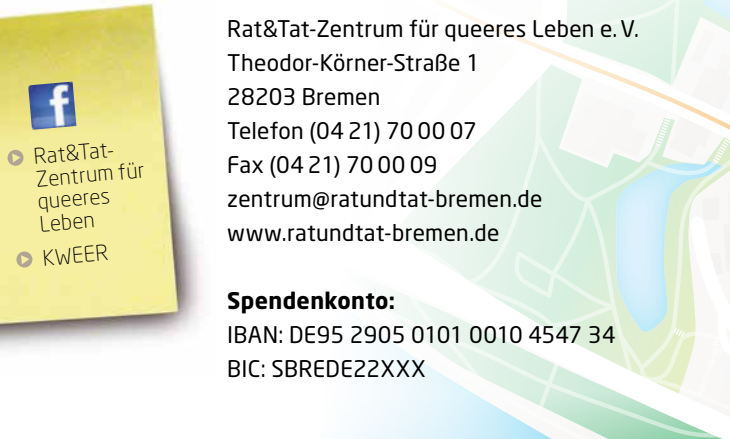 Rat&Tat-
Zentrum für
queeres
Leben
KWEER
Rat&Tat-Zentrum für queeres Leben e. V.
Theodor-Körner-Straße 1
28203 Bremen
Telefon (04 21) 70 00 07
Fax (04 21) 70 00 09
zentrum@ratundtat-bremen.de
www.ratundtat-bremen.de
Spendenkonto:
IBAN: DE95 2905 0101 0010 4547 34
BIC: SBREDE22XXX